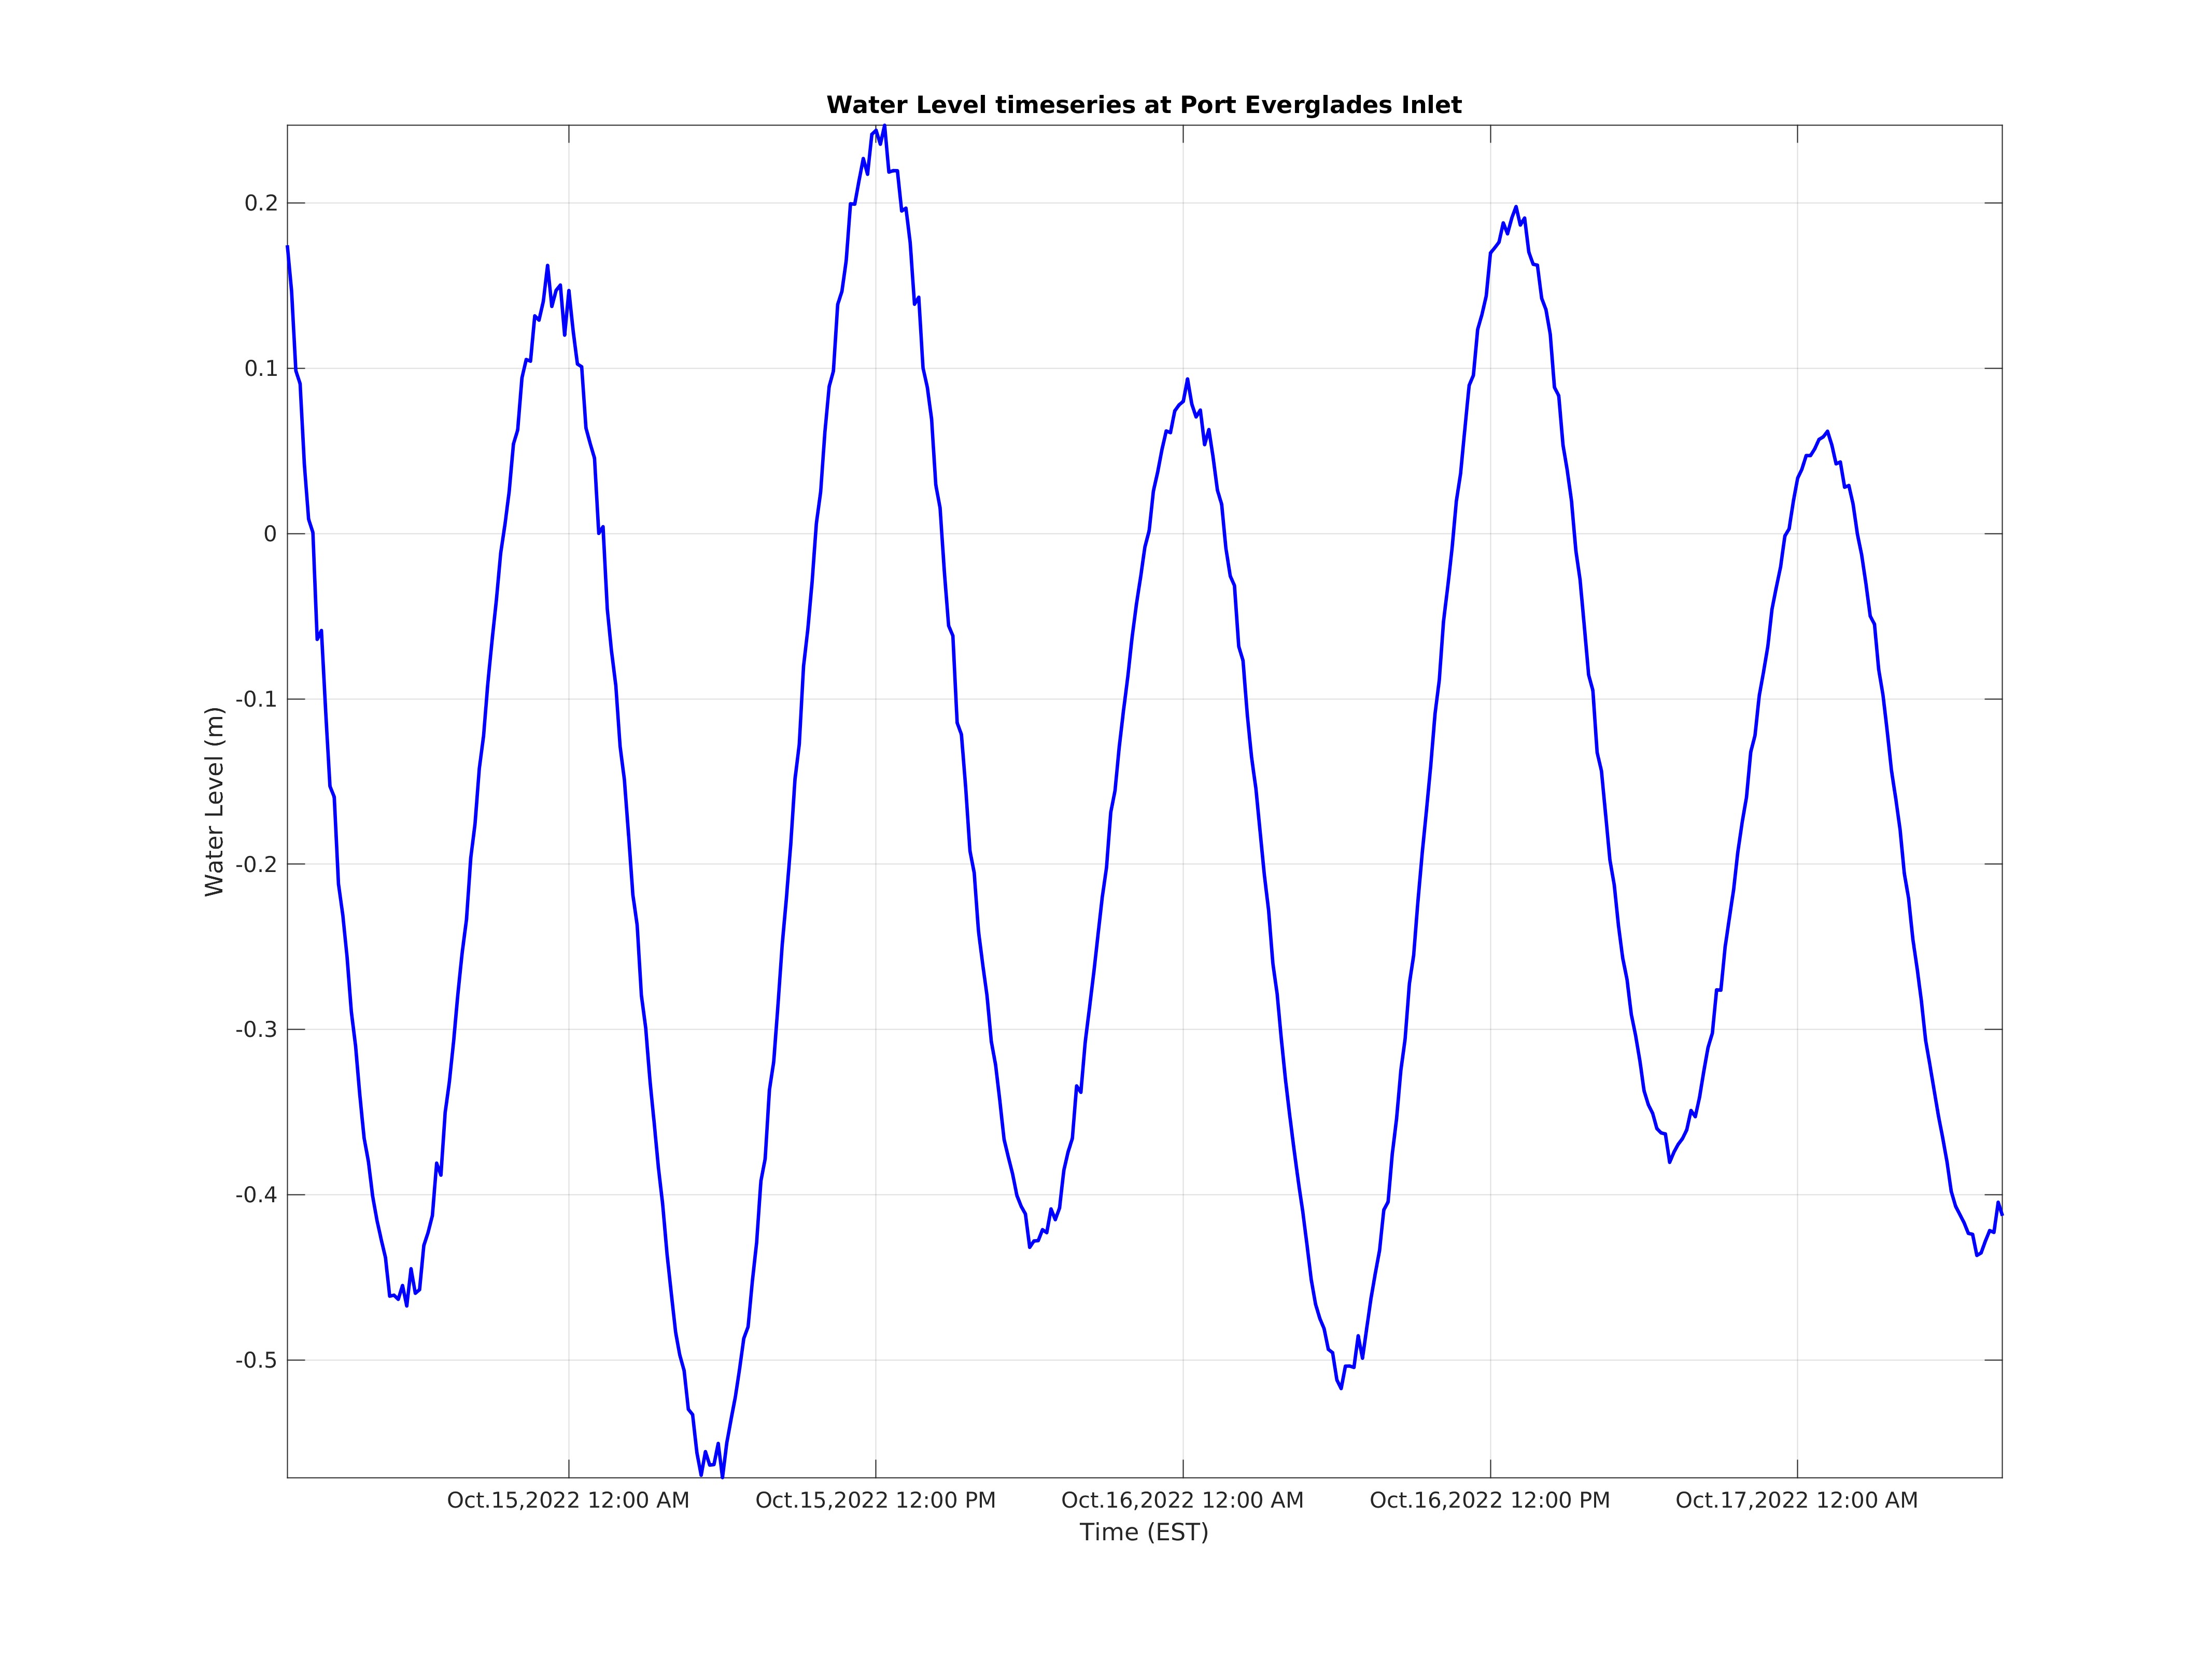 Water Level timeseries at Port Everglades Inlet
0.2
0.1
0
-0.1
-0.2
-0.3
-0.4
-0.5
Water Level (m)
Oct.15,2022 12:00 AM Oct.15,2022 12:00 PM Oct.16,2022 12:00 AM Oct.16,2022 12:00 PM Oct.17,2022 12:00 AM
Time (EST)